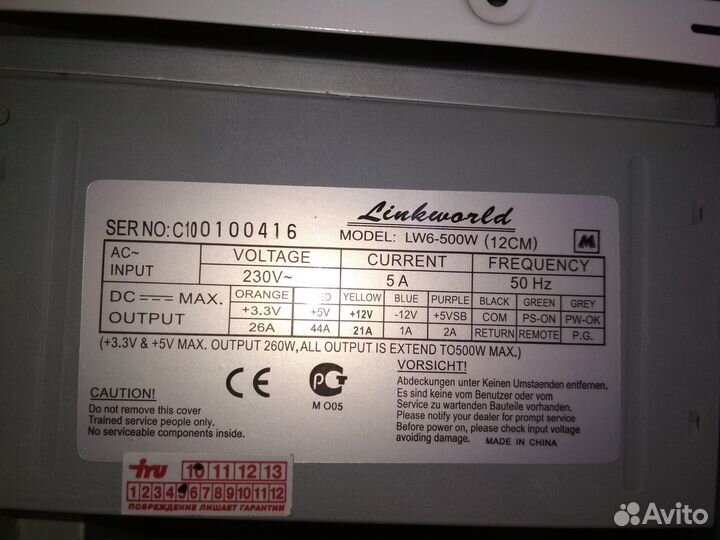 Linkworld
SER NO: C100100416
MODEL: LW6-500W (12CM)
M
AC~ INPUT VOLTAGE CURRENT FREQUENCY
230V~ 5A 50 Hz
DC MAX. OUTPUT ORANGE YELLOW BLUE PURPLE BLACK GREEN GREY
+3.3V +5V +12V -12V +5VSB COM PS-ON PW-OK
26A 44A 21A 1A 2A RETURN REMOTE P.G.
(+3.3V & +5V MAX. OUTPUT 260W, ALL OUTPUT IS EXTEND TO500W MAX.)
CAUTION!
Do not remove this cover
Trained service people only.
No serviceable components inside.
CE
РСТ
M O05
VORSICHT!
Abdeckungen unter Keinen Umstaenden entfernen.
Es sind keine vom Benutzer oder vom
Service zu wartenden Bauteile vorhanden.
Please notify your dealer for prompt service
Before power on, please check input voltage
avoiding damage. MADE IN CHINA
iru 10 11 12 13
1 2 3 4 5 6 7 8 9 10 11 12
ПОВРЕЖДЕНИЕ ЛИШАЕТ ГАРАНТИИ
Avito